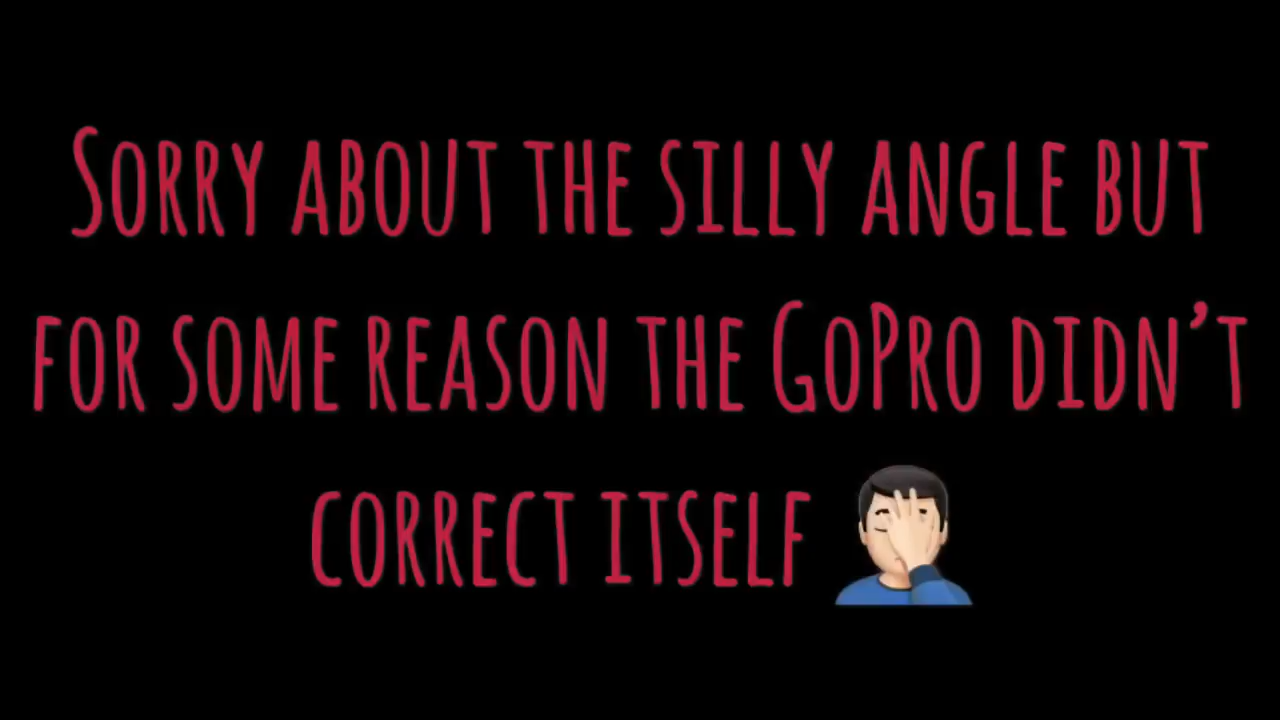 Sorry about the silly angle but
for some reason the GoPro didn’t
correct itself 🤦🏻‍♂️